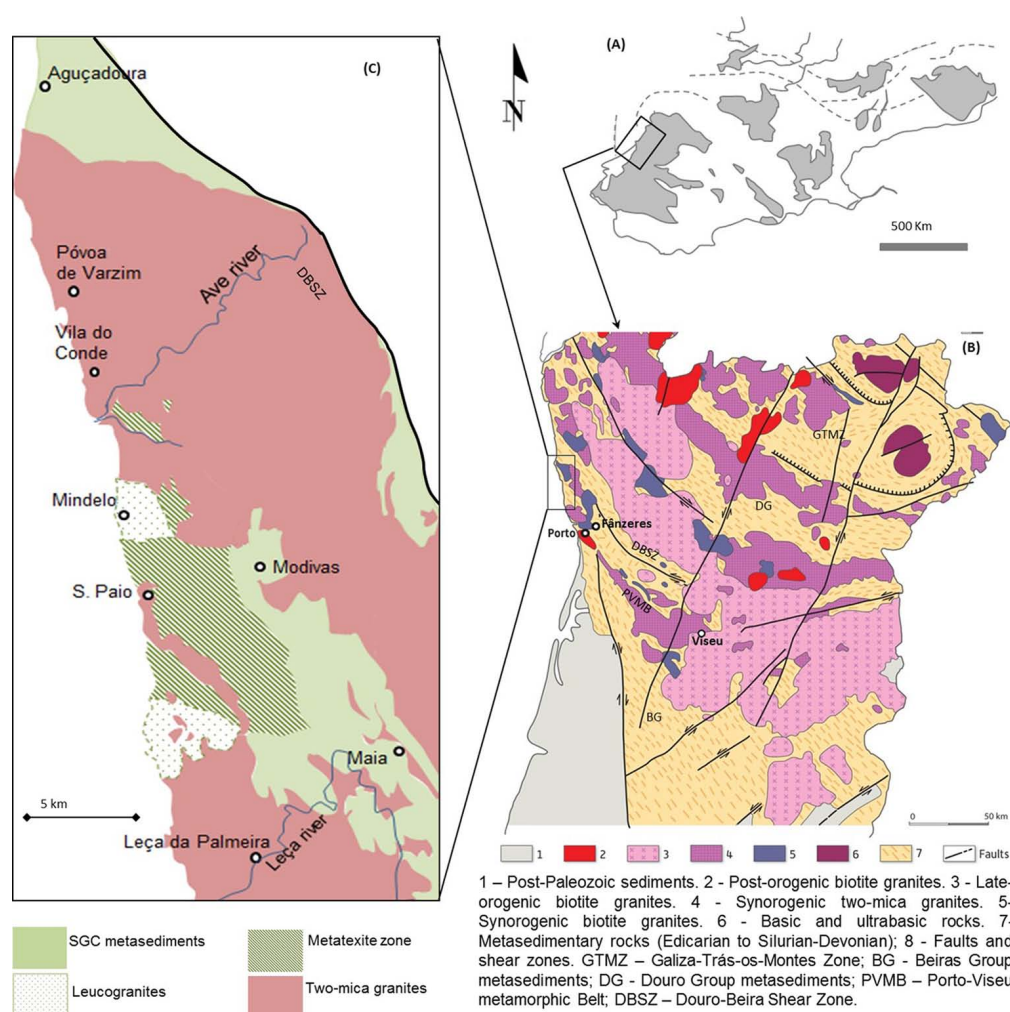 (C)
Aguçadoura
Póvoa
de Varzim
Vila do
Conde
Ave river
DBSZ
Mindelo
Modivas
S. Paio
Maia
5 km
Leça da Palmeira
Leça river
SGC metasediments
Metatexite zone
Leucogranites
Two-mica granites
(A)
N
500 Km
(B)
GTMZ
DG
Fânzeres
Porto
DBSZ
PVMB
Viseu
BG
0 50 km
1 2 3 4 5 6 7 Faults
1 – Post-Paleozoic sediments. 2 - Post-orogenic biotite granites. 3 - Late-
orogenic biotite granites. 4 - Synorogenic two-mica granites. 5-
Synorogenic biotite granites. 6 - Basic and ultrabasic rocks. 7-
Metasedimentary rocks (Edicarian to Silurian-Devonian); 8 - Faults and
shear zones. GTMZ – Galiza-Trás-os-Montes Zone; BG - Beiras Group
metasediments; DG - Douro Group metasediments; PVMB – Porto-Viseu
metamorphic Belt; DBSZ – Douro-Beira Shear Zone.